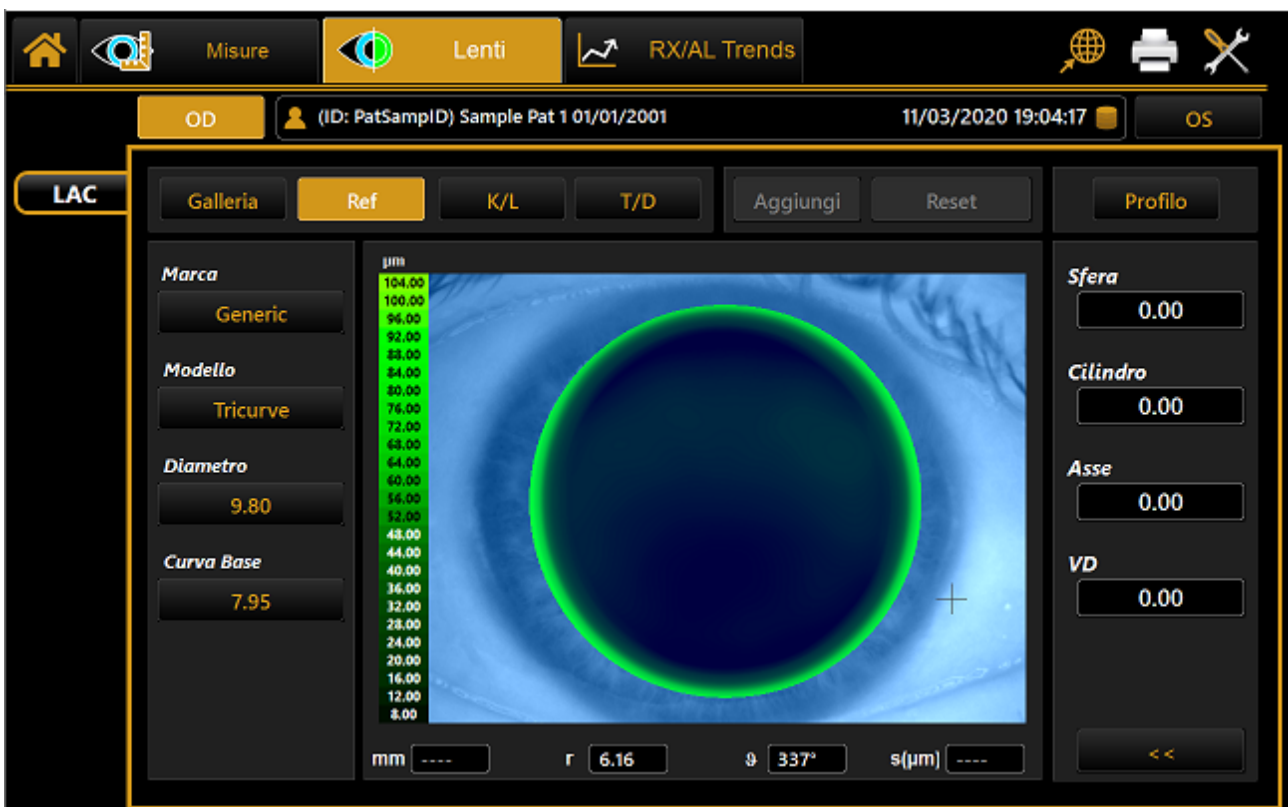 Misure
Lenti
RX/AL Trends
OD
(ID: PatSampID) Sample Pat 1 01/01/2001
11/03/2020 19:04:17
OS
LAC
Galleria
Ref
K/L
T/D
Aggiungi
Reset
Profilo
Marca
Generic
Modello
Tricurve
Diametro
9.80
Curva Base
7.95
µm
104.00
100.00
96.00
92.00
88.00
84.00
80.00
76.00
72.00
68.00
64.00
60.00
56.00
52.00
48.00
44.00
40.00
36.00
32.00
28.00
24.00
20.00
16.00
12.00
8.00
mm ----
r 6.16
ϑ 337°
s(µm) ----
Sfera
0.00
Cilindro
0.00
Asse
0.00
VD
0.00
<<